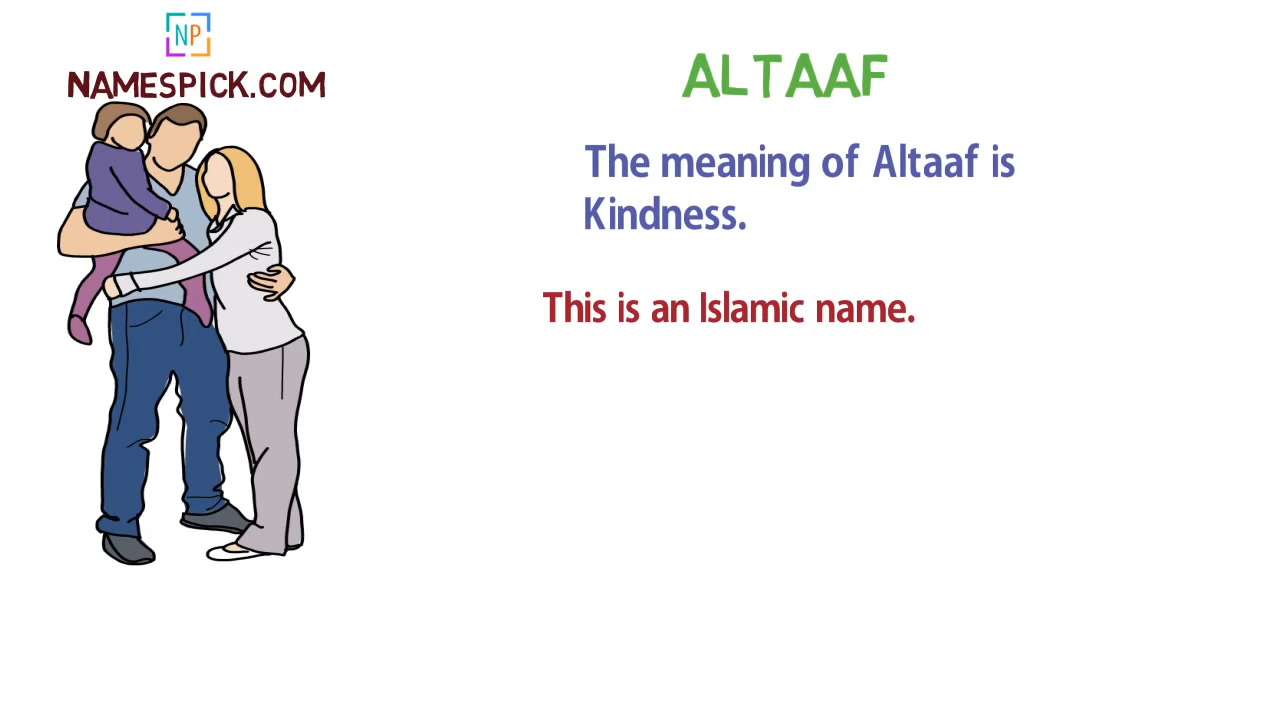 NP
NAMESPICK.COM
ALTAAF
The meaning of Altaaf is
Kindness.
This is an Islamic name.